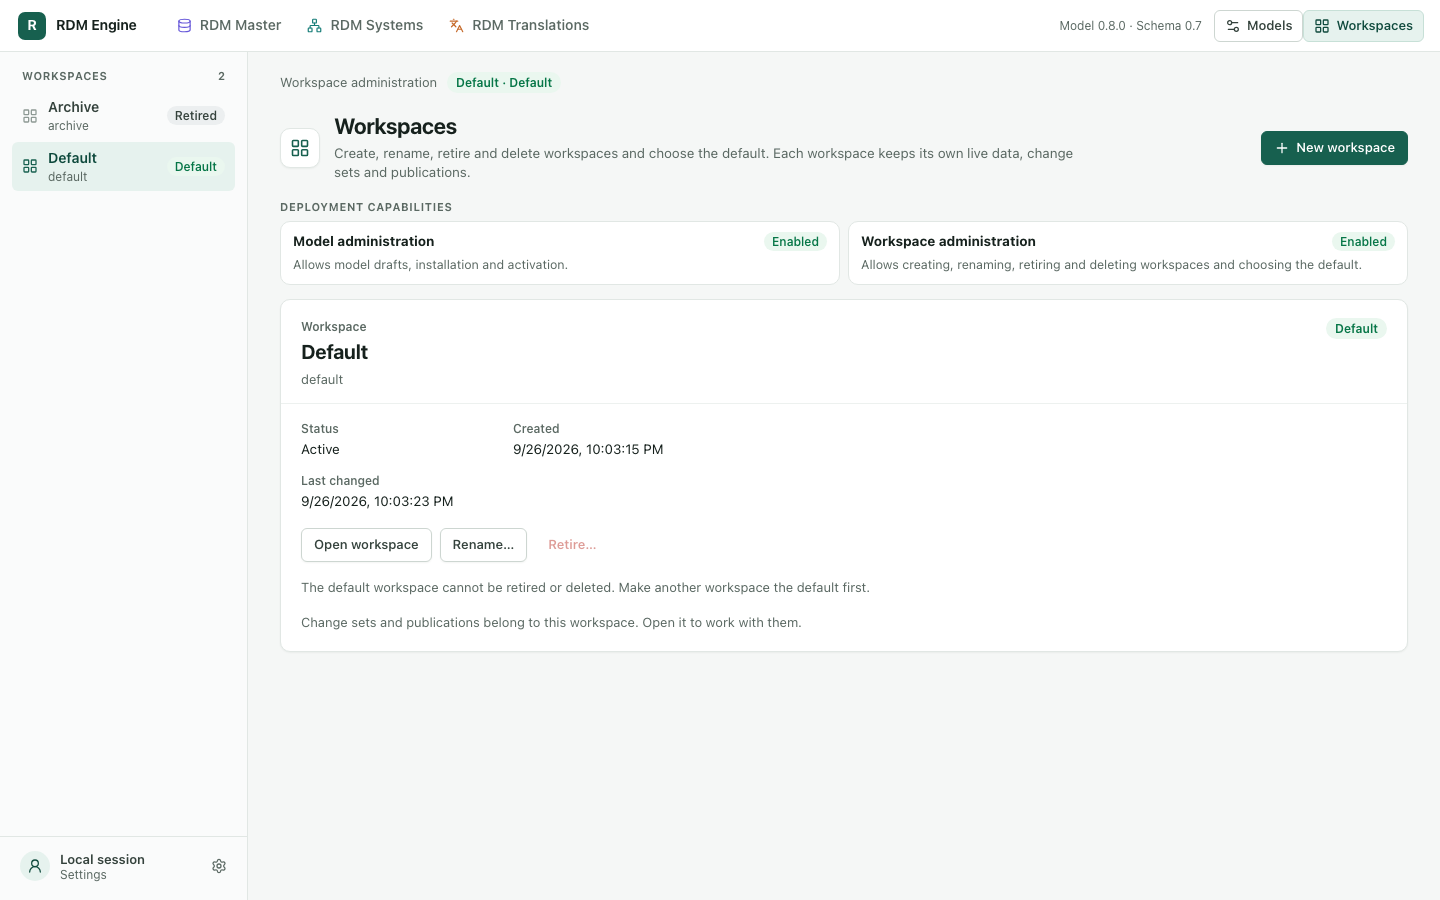 R RDM Engine RDM Master RDM Systems RDM Translations Model 0.8.0 · Schema 0.7 Models Workspaces
WORKSPACES 2
Archive
archive
Retired
Default
default
Default
Local session
Settings
Workspace administration Default · Default
Workspaces
Create, rename, retire and delete workspaces and choose the default. Each workspace keeps its own live data, change
sets and publications.
New workspace
DEPLOYMENT CAPABILITIES
Model administration Enabled
Allows model drafts, installation and activation.
Workspace administration Enabled
Allows creating, renaming, retiring and deleting workspaces and choosing the default.
Workspace
Default
Default
default
Status
Active
Created
9/26/2026, 10:03:15 PM
Last changed
9/26/2026, 10:03:23 PM
Open workspace Rename... Retire...
The default workspace cannot be retired or deleted. Make another workspace the default first.
Change sets and publications belong to this workspace. Open it to work with them.